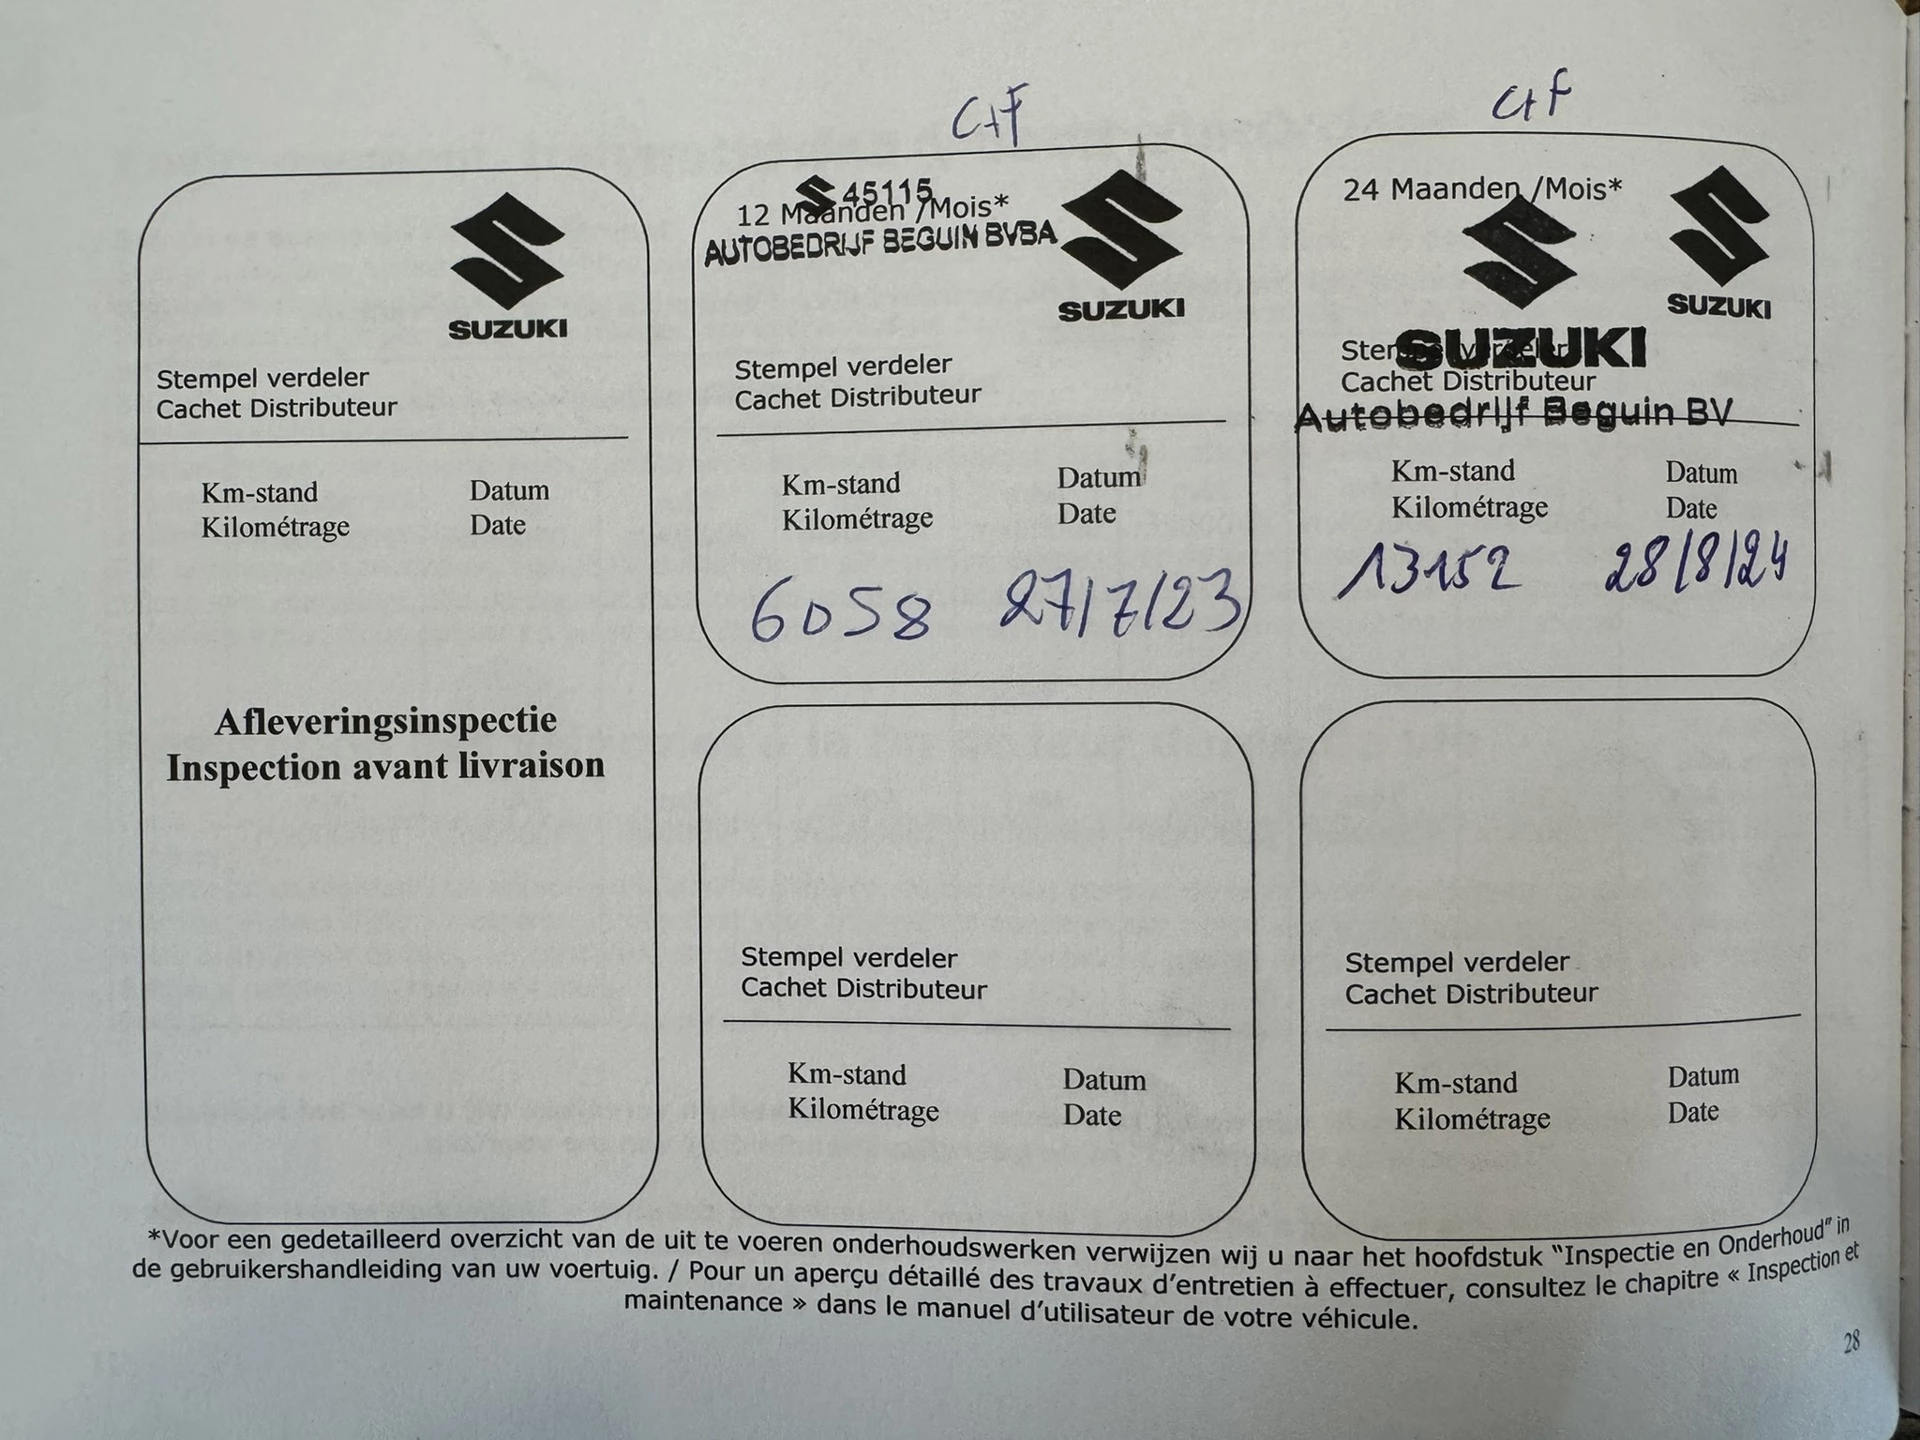 SUZUKI
Stempel verdeler
Cachet Distributeur
Km-stand Datum
Kilométrage Date
Afleveringsinspectie
Inspection avant livraison
C+F
45115
12 Maanden /Mois*
AUTOBEDRIJF BEGUIN BVBA
SUZUKI
Stempel verdeler
Cachet Distributeur
Km-stand Datum
Kilométrage Date
6058 27/7/23
C+F
24 Maanden /Mois*
SUZUKI
SUZUKI
Stempel verdeler
Cachet Distributeur
Autobedrijf Beguin BV
Km-stand Datum
Kilométrage Date
13152 28/8/24
Stempel verdeler
Cachet Distributeur
Km-stand Datum
Kilométrage Date
Stempel verdeler
Cachet Distributeur
Km-stand Datum
Kilométrage Date
*Voor een gedetailleerd overzicht van de uit te voeren onderhoudswerken verwijzen wij u naar het hoofdstuk “Inspectie en Onderhoud” in
de gebruikershandleiding van uw voertuig. / Pour un aperçu détaillé des travaux d’entretien à effectuer, consultez le chapitre « Inspection et
maintenance » dans le manuel d’utilisateur de votre véhicule.
28